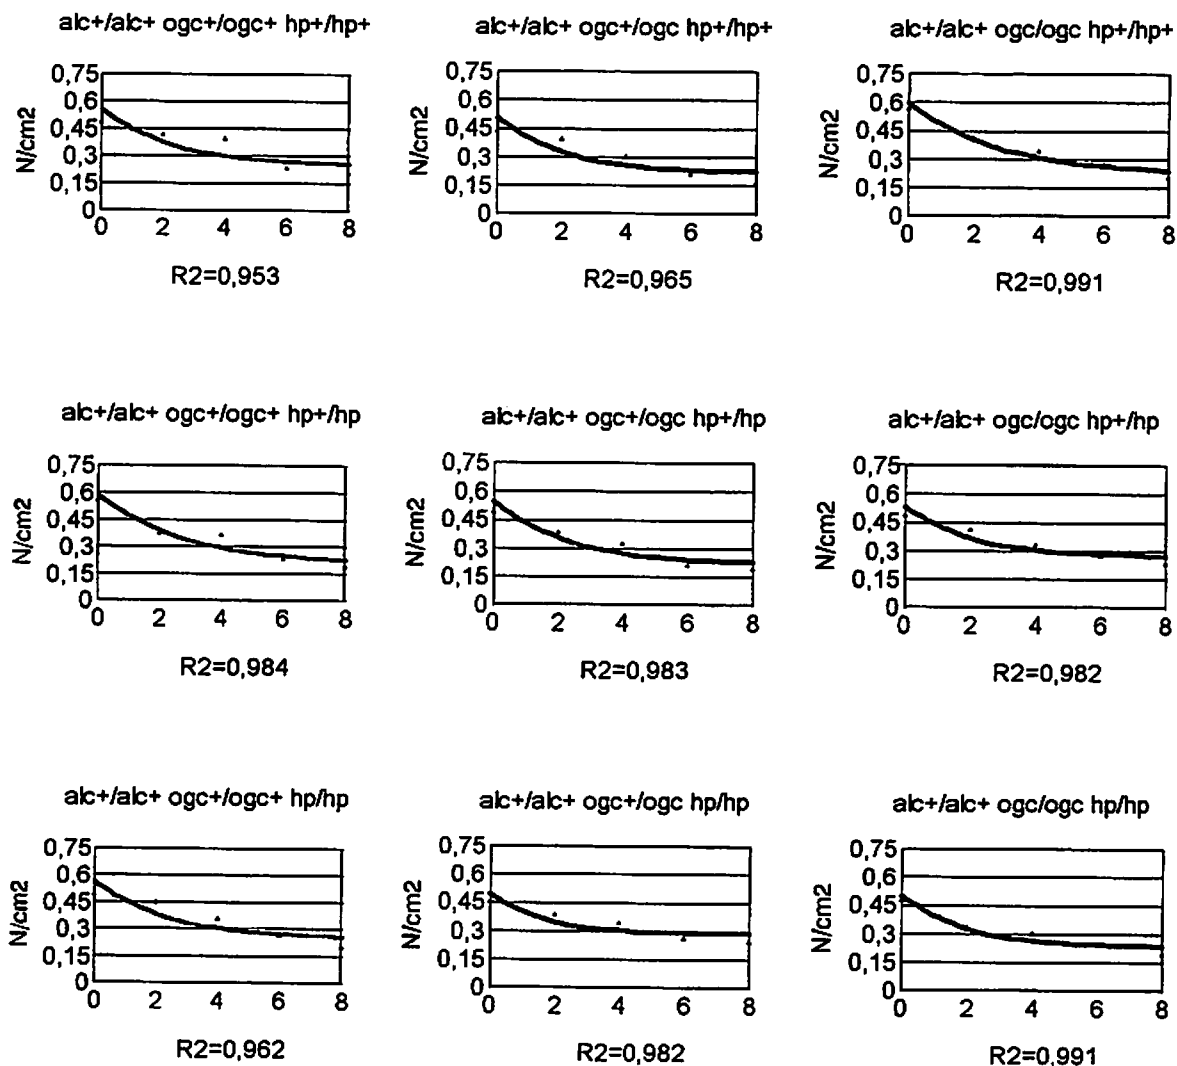 alc+/alc+ ogc+/ogc+ hp+/hp+
0,75
0,6
0,45
0,3
0,15
0
N/cm2
0 2 4 6 8
R2=0,953
alc+/alc+ ogc+/ogc hp+/hp+
0,75
0,6
0,45
0,3
0,15
0
N/cm2
0 2 4 6 8
R2=0,965
alc+/alc+ ogc/ogc hp+/hp+
0,75
0,6
0,45
0,3
0,15
0
N/cm2
0 2 4 6 8
R2=0,991
alc+/alc+ ogc+/ogc+ hp+/hp
0,75
0,6
0,45
0,3
0,15
0
N/cm2
0 2 4 6 8
R2=0,984
alc+/alc+ ogc+/ogc hp+/hp
0,75
0,6
0,45
0,3
0,15
0
N/cm2
0 2 4 6 8
R2=0,983
alc+/alc+ ogc/ogc hp+/hp
0,75
0,6
0,45
0,3
0,15
0
N/cm2
0 2 4 6 8
R2=0,982
alc+/alc+ ogc+/ogc+ hp/hp
0,75
0,6
0,45
0,3
0,15
0
N/cm2
0 2 4 6 8
R2=0,962
alc+/alc+ ogc+/ogc hp/hp
0,75
0,6
0,45
0,3
0,15
0
N/cm2
0 2 4 6 8
R2=0,982
alc+/alc+ ogc/ogc hp/hp
0,75
0,6
0,45
0,3
0,15
0
N/cm2
0 2 4 6 8
R2=0,991